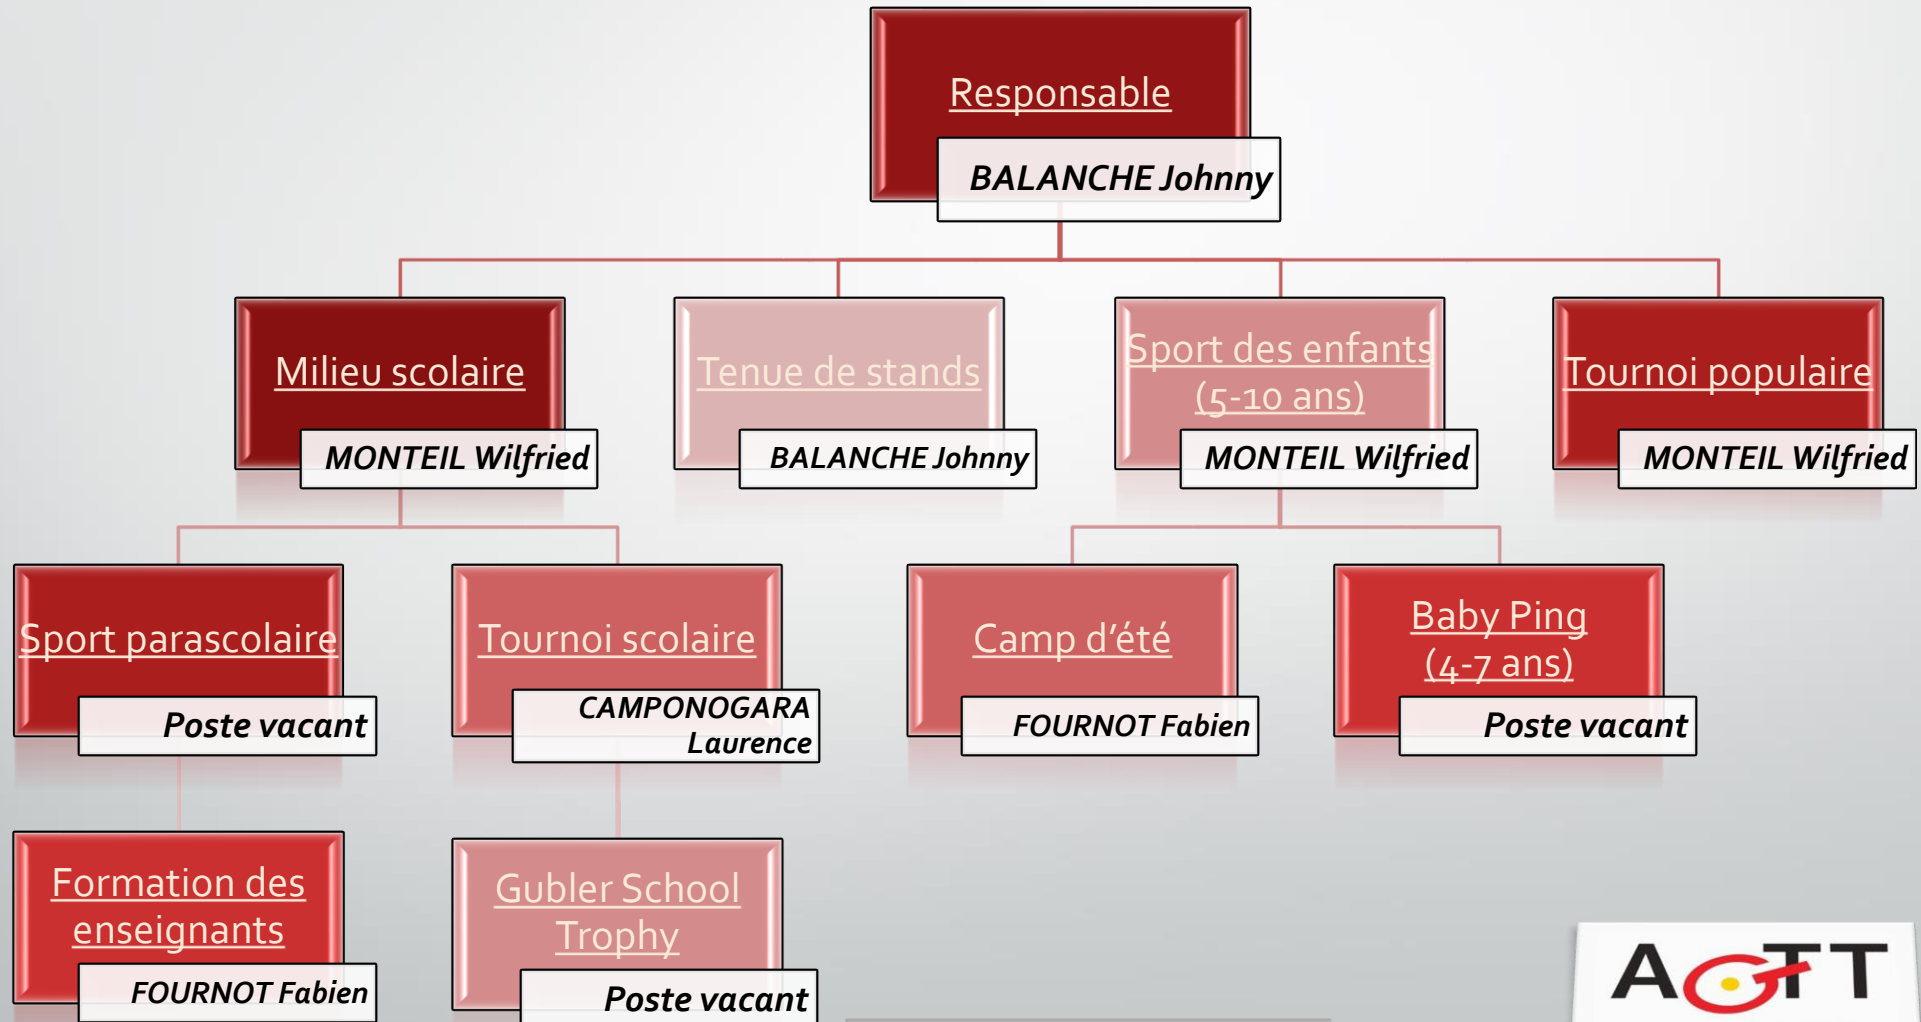 Responsable
BALANCHE Johnny
Milieu scolaire
MONTEIL Wilfried
Tenue de stands
BALANCHE Johnny
Sport des enfants
(5-10 ans)
MONTEIL Wilfried
Tournoi populaire
MONTEIL Wilfried
Sport parascolaire
Poste vacant
Tournoi scolaire
CAMPONOGARA
Laurence
Camp d’été
FOURNOT Fabien
Baby Ping
(4-7 ans)
Poste vacant
Formation des
enseignants
FOURNOT Fabien
Gubler School
Trophy
Poste vacant
AGTT